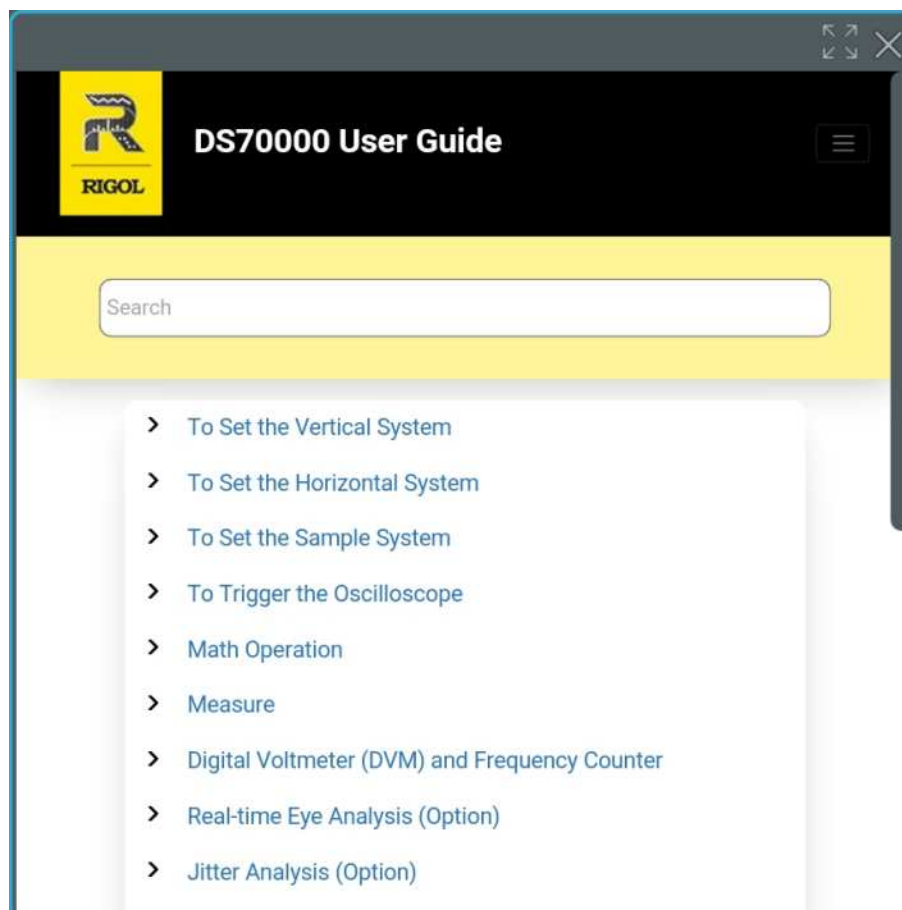 DS70000 User Guide
RIGOL
Search
To Set the Vertical System
To Set the Horizontal System
To Set the Sample System
To Trigger the Oscilloscope
Math Operation
Measure
Digital Voltmeter (DVM) and Frequency Counter
Real-time Eye Analysis (Option)
Jitter Analysis (Option)